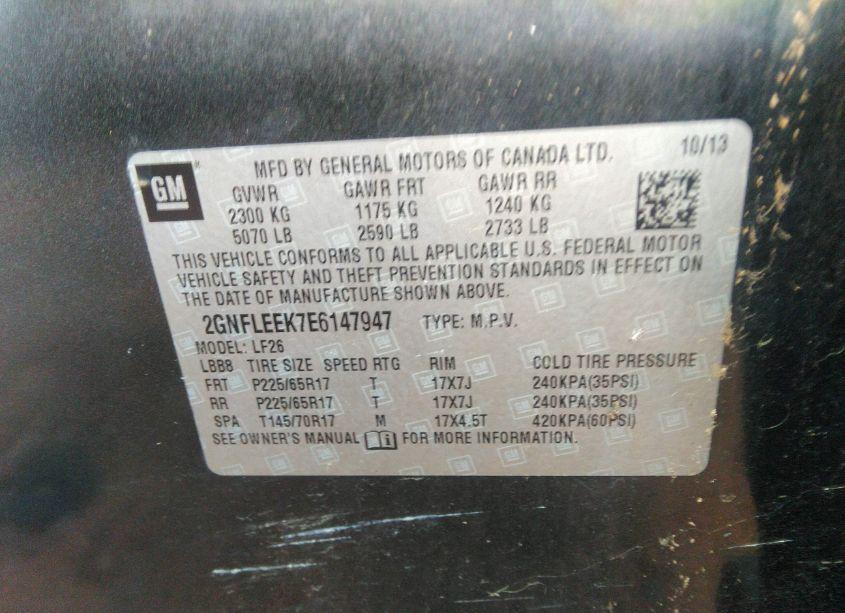 GM
MFD BY GENERAL MOTORS OF CANADA LTD. 10/13
GVWR GAWR FRT GAWR RR
2300 KG 1175 KG 1240 KG
5070 LB 2590 LB 2733 LB
THIS VEHICLE CONFORMS TO ALL APPLICABLE U.S. FEDERAL MOTOR
VEHICLE SAFETY AND THEFT PREVENTION STANDARDS IN EFFECT ON
THE DATE OF MANUFACTURE SHOWN ABOVE.
2GNFLEEK7E6147947 TYPE: M.P.V.
MODEL: LF26
LBB8 TIRE SIZE SPEED RTG RIM COLD TIRE PRESSURE
FRT P225/65R17 T 17X7J 240KPA(35PSI)
RR P225/65R17 T 17X7J 240KPA(35PSI)
SPA T145/70R17 M 17X4.5T 420KPA(60PSI)
SEE OWNER'S MANUAL FOR MORE INFORMATION.